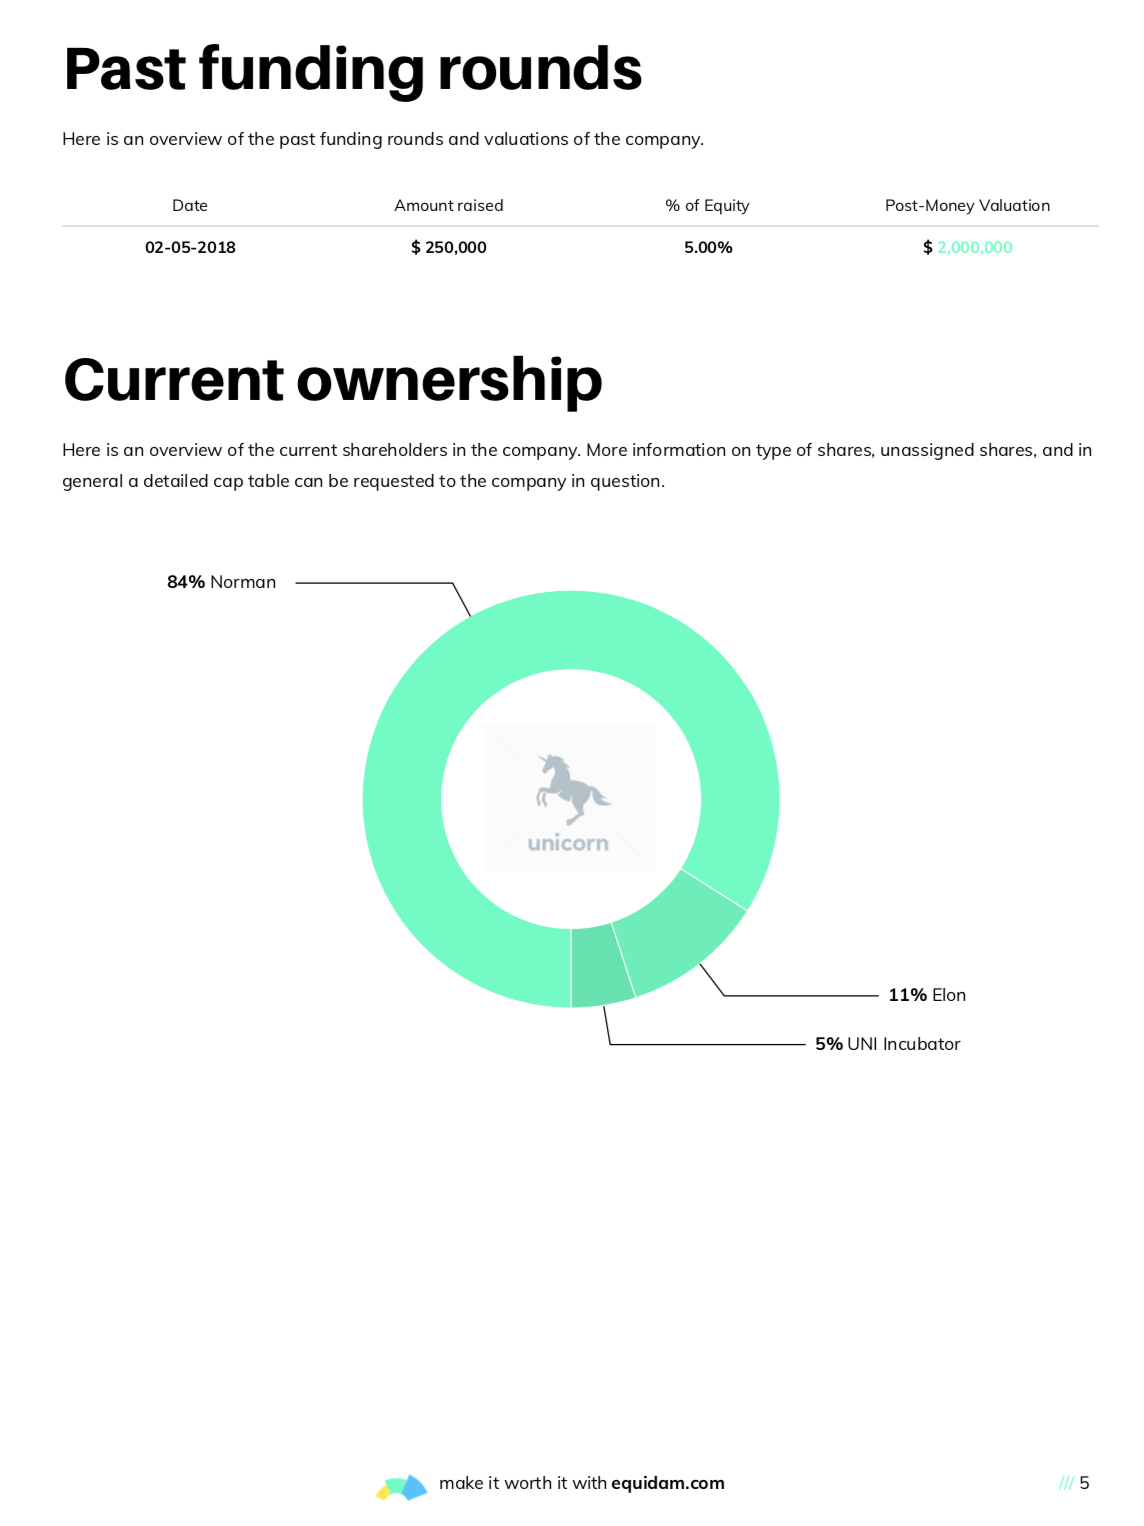 Past funding rounds
Here is an overview of the past funding rounds and valuations of the company.
Date Amount raised % of Equity Post-Money Valuation
02-05-2018 $ 250,000 5.00% $ 2,000,000
Current ownership
Here is an overview of the current shareholders in the company. More information on type of shares, unassigned shares, and in
general a detailed cap table can be requested to the company in question.
84% Norman
unicorn
11% Elon
5% UNI Incubator
make it worth it with equidam.com
/// 5